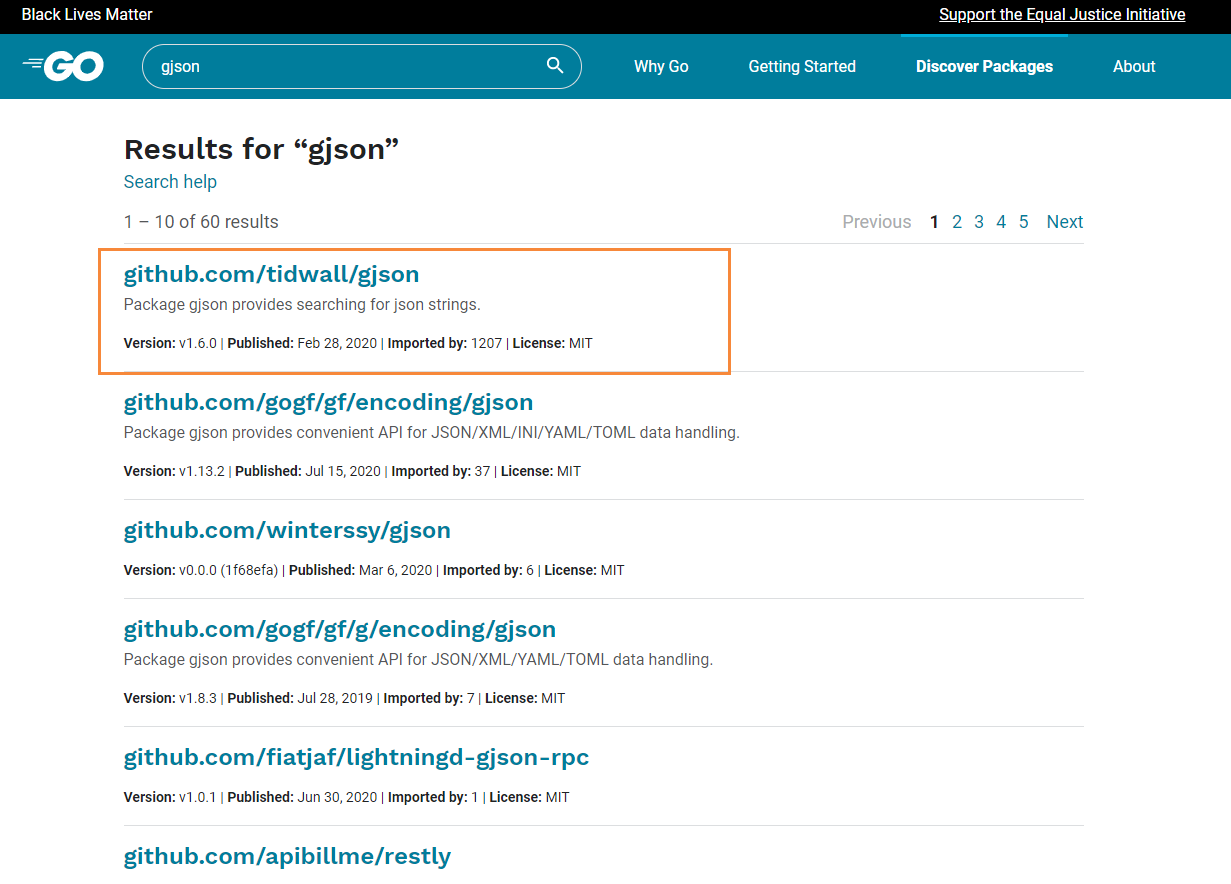 Black Lives Matter
Support the Equal Justice Initiative
GO
gjson
Why Go
Getting Started
Discover Packages
About
Results for “gjson”
Search help
1 – 10 of 60 results
Previous 1 2 3 4 5 Next
github.com/tidwall/gjson
Package gjson provides searching for json strings.
Version: v1.6.0 | Published: Feb 28, 2020 | Imported by: 1207 | License: MIT
github.com/gogf/gf/encoding/gjson
Package gjson provides convenient API for JSON/XML/INI/YAML/TOML data handling.
Version: v1.13.2 | Published: Jul 15, 2020 | Imported by: 37 | License: MIT
github.com/winterssy/gjson
Version: v0.0.0 (1f68efa) | Published: Mar 6, 2020 | Imported by: 6 | License: MIT
github.com/gogf/gf/g/encoding/gjson
Package gjson provides convenient API for JSON/XML/YAML/TOML data handling.
Version: v1.8.3 | Published: Jul 28, 2019 | Imported by: 7 | License: MIT
github.com/fiatjaf/lightningd-gjson-rpc
Version: v1.0.1 | Published: Jun 30, 2020 | Imported by: 1 | License: MIT
github.com/apibillme/restly